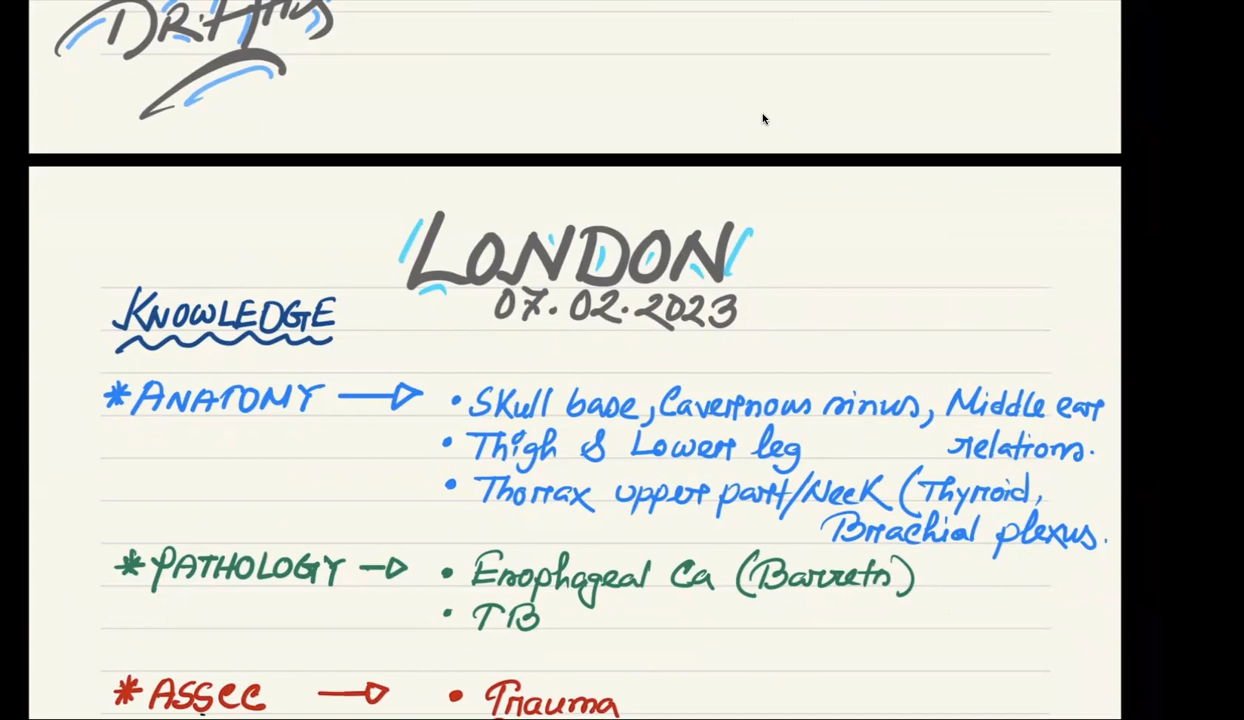 LONDON
07.02.2023
KNOWLEDGE
*ANATOMY → • Skull base, Cavernous sinus, Middle ear
• Thigh & Lower leg relations.
• Thorax upper part/Neck (Thyroid,
Brachial plexus.
*PATHOLOGY → • Esophageal Ca (Barrets)
• TB
*ASSCC → • Trauma